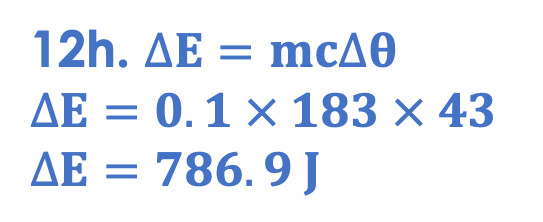 12h. ΔE = mcΔθ
ΔE = 0.1 × 183 × 43
ΔE = 786.9 J